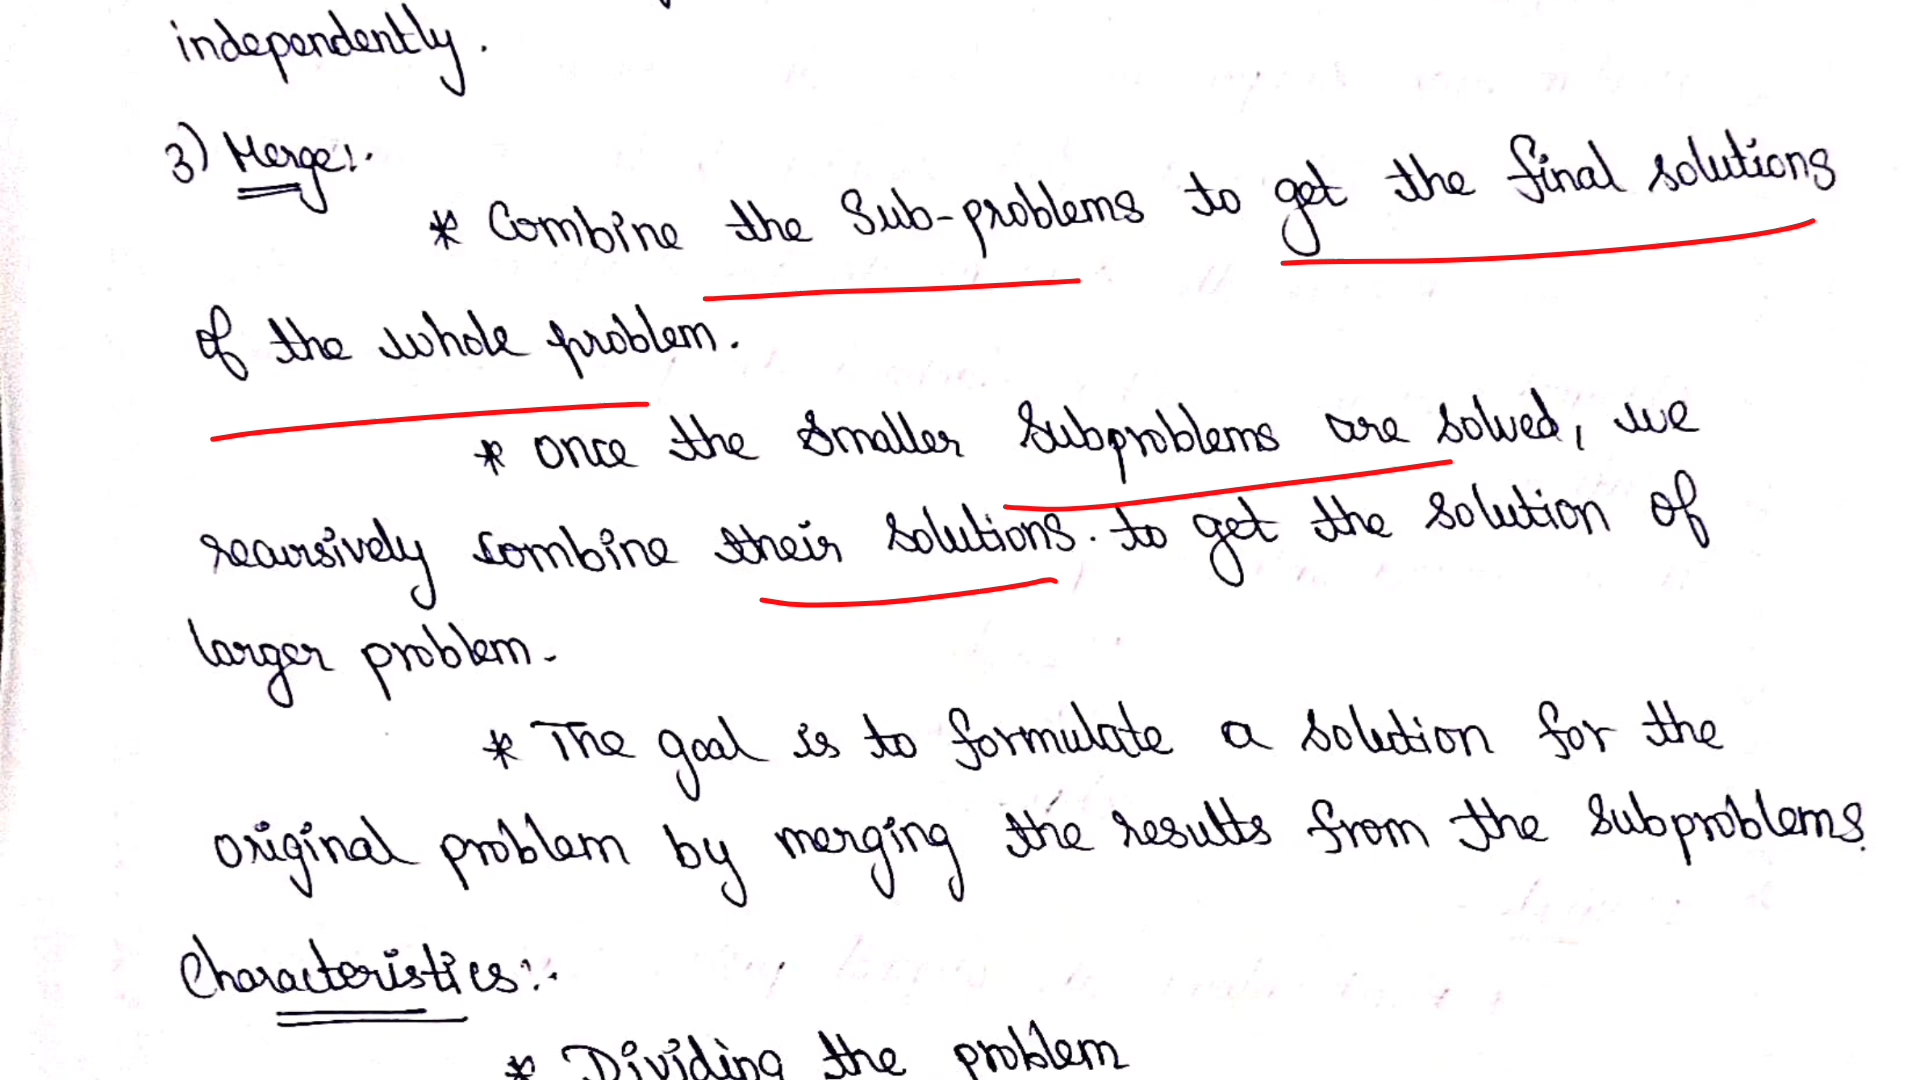 independently.
3) Merge:-
* Combine the Sub-problems to get the final solutions
of the whole problem.
* once the smaller Subproblems are solved, we
recursively combine their solutions. to get the solution of
larger problem.
* The goal is to formulate a solution for the
original problem by merging the results from the subproblems.
Characteristics:-
* Dividing the problem